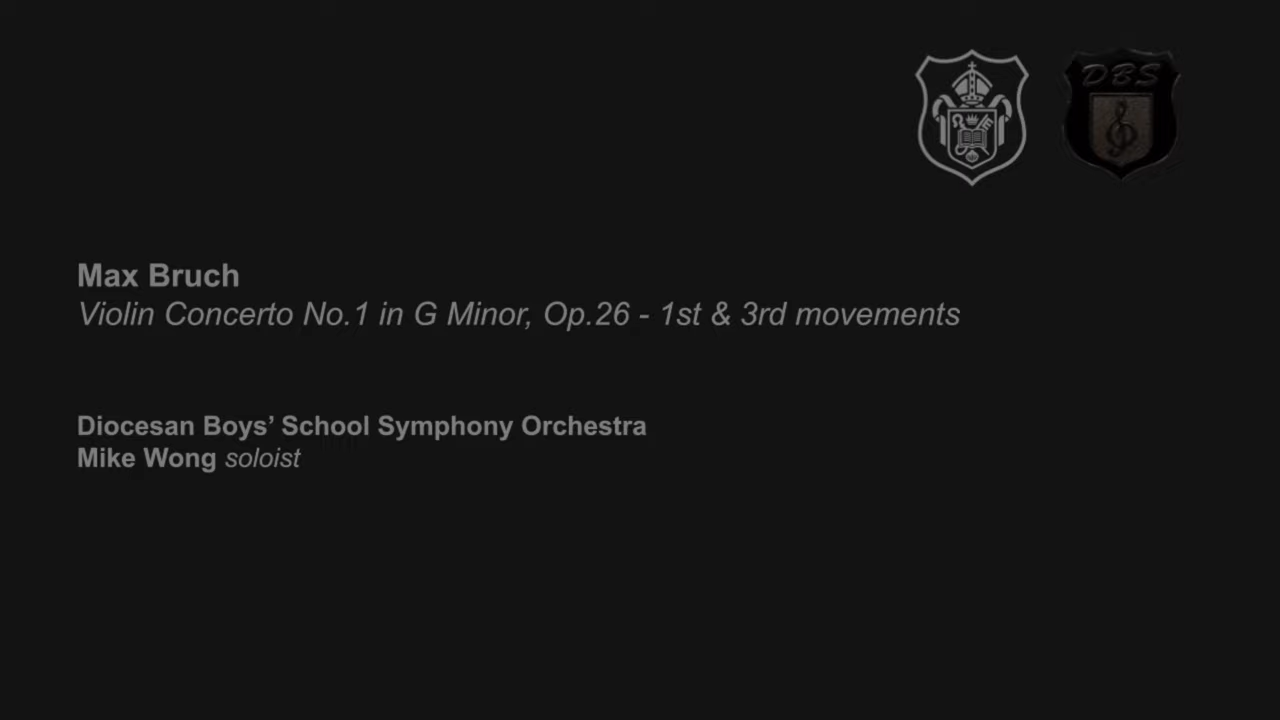 DBS
Max Bruch
Violin Concerto No.1 in G Minor, Op.26 - 1st & 3rd movements
Diocesan Boys’ School Symphony Orchestra
Mike Wong soloist